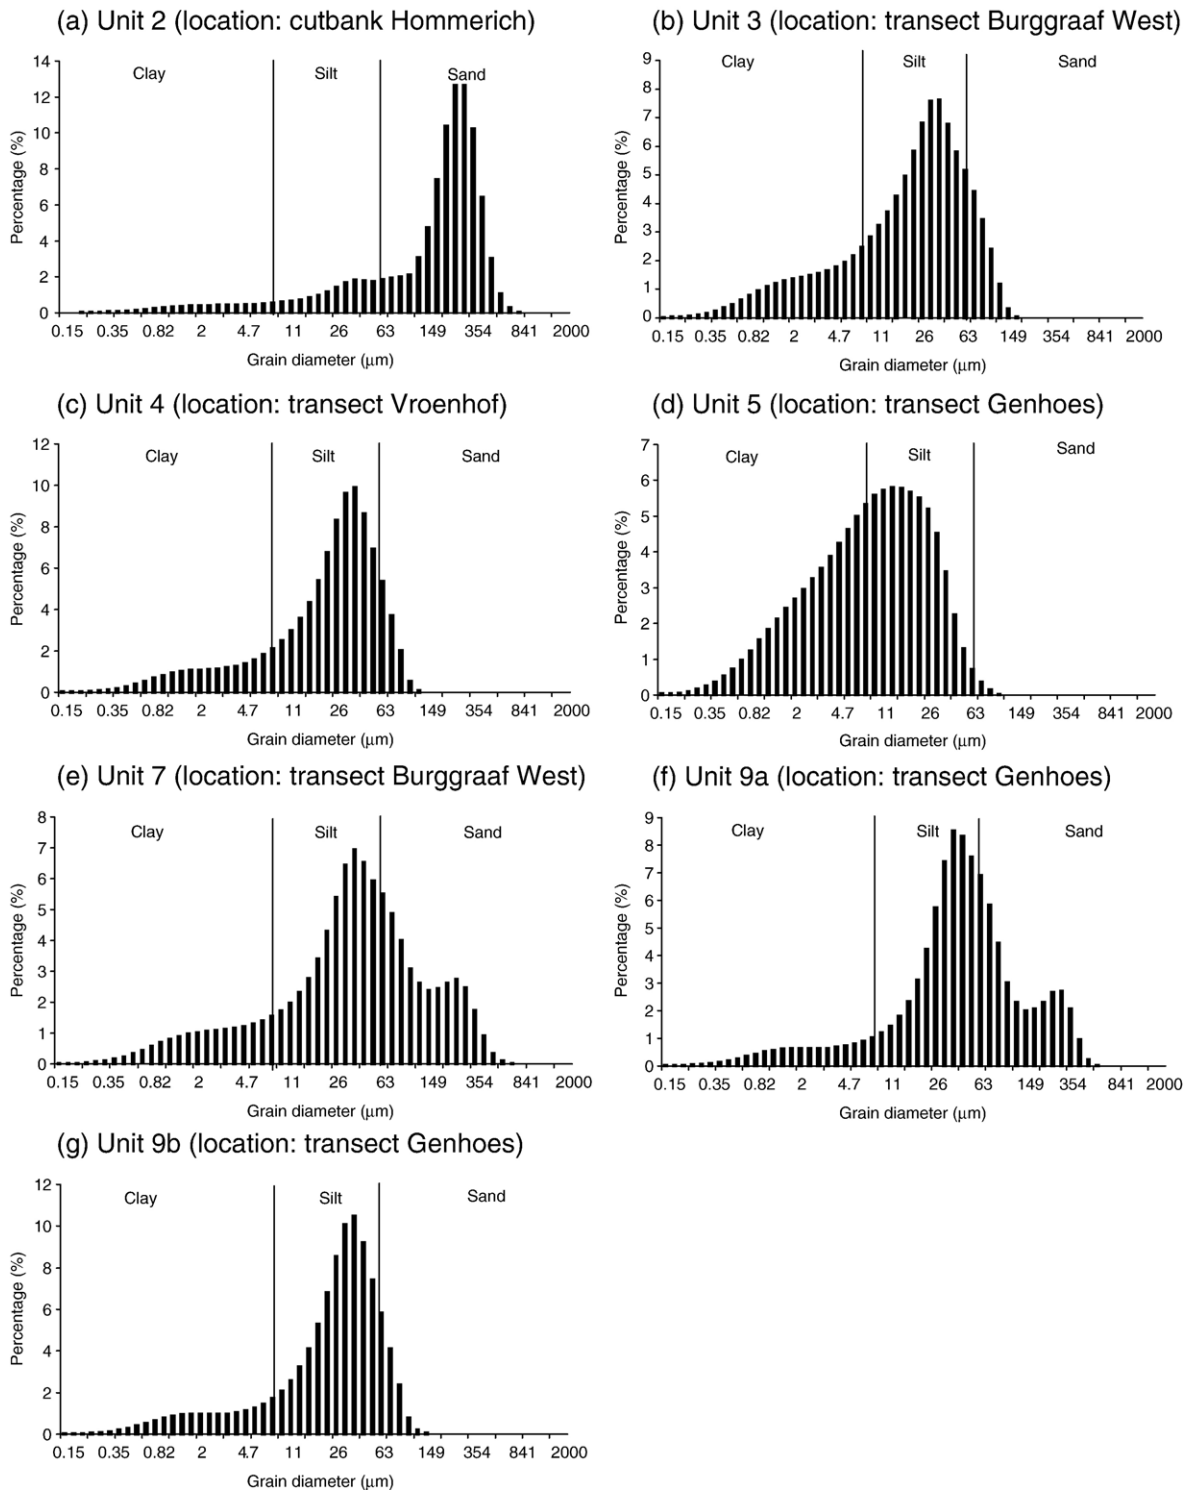 (a) Unit 2 (location: cutbank Hommerich)
Clay Silt Sand
Percentage (%)
14
12
10
8
6
4
2
0
0.15 0.35 0.82 2 4.7 11 26 63 149 354 841 2000
Grain diameter (μm)
(b) Unit 3 (location: transect Burggraaf West)
Clay Silt Sand
Percentage (%)
9
8
7
6
5
4
3
2
1
0
0.15 0.35 0.82 2 4.7 11 26 63 149 354 841 2000
Grain diameter (μm)
(c) Unit 4 (location: transect Vroenhof)
Clay Silt Sand
Percentage (%)
12
10
8
6
4
2
0
0.15 0.35 0.82 2 4.7 11 26 63 149 354 841 2000
Grain diameter (μm)
(d) Unit 5 (location: transect Genhoes)
Clay Silt Sand
Percentage (%)
7
6
5
4
3
2
1
0
0.15 0.35 0.82 2 4.7 11 26 63 149 354 841 2000
Grain diameter (μm)
(e) Unit 7 (location: transect Burggraaf West)
Clay Silt Sand
Percentage (%)
8
7
6
5
4
3
2
1
0
0.15 0.35 0.82 2 4.7 11 26 63 149 354 841 2000
Grain diameter (μm)
(f) Unit 9a (location: transect Genhoes)
Clay Silt Sand
Percentage (%)
9
8
7
6
5
4
3
2
1
0
0.15 0.35 0.82 2 4.7 11 26 63 149 354 841 2000
Grain diameter (μm)
(g) Unit 9b (location: transect Genhoes)
Clay Silt Sand
Percentage (%)
12
10
8
6
4
2
0
0.15 0.35 0.82 2 4.7 11 26 63 149 354 841 2000
Grain diameter (μm)